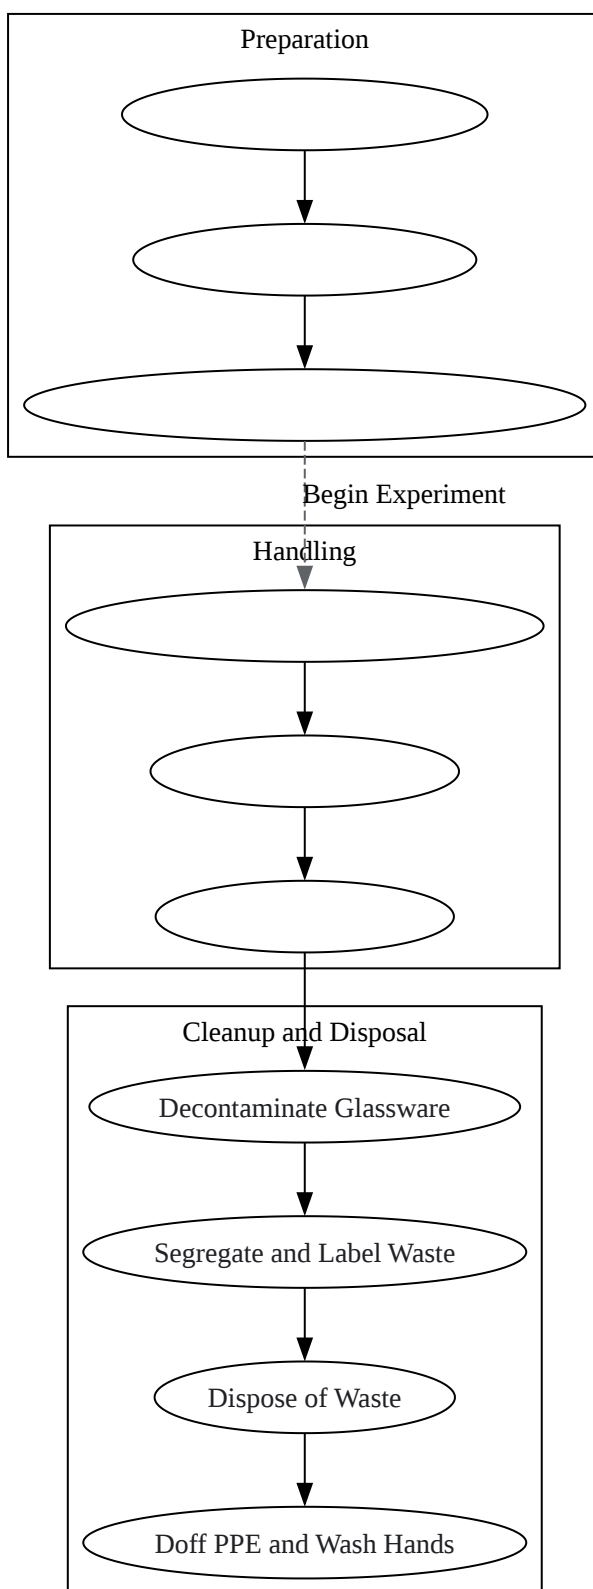 Preparation
Begin Experiment
Handling
Cleanup and Disposal
Decontaminate Glassware
Segregate and Label Waste
Dispose of Waste
Doff PPE and Wash Hands